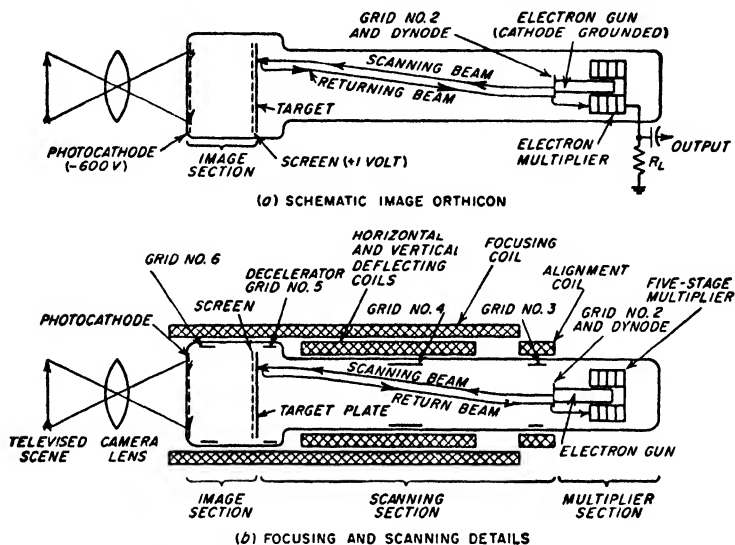 GRID NO. 2
AND DYNODE
ELECTRON GUN
(CATHODE GROUNDED)
SCANNING BEAM
RETURNING BEAM
TARGET
PHOTOCATHODE
(-600 V)
IMAGE
SECTION
SCREEN (+1 VOLT)
ELECTRON
MULTIPLIER
OUTPUT
RL
(a) SCHEMATIC IMAGE ORTHICON
GRID NO. 6
HORIZONTAL
AND VERTICAL
DEFLECTING
COILS
FOCUSING
COIL
DECELERATOR
GRID NO. 5
ALIGNMENT
COIL
FIVE-STAGE
MULTIPLIER
SCREEN
GRID NO. 4
GRID NO. 3
GRID NO. 2
AND DYNODE
PHOTOCATHODE
SCANNING BEAM
RETURN BEAM
TARGET PLATE
TELEVISED
SCENE
CAMERA
LENS
ELECTRON GUN
IMAGE
SECTION
SCANNING
SECTION
MULTIPLIER
SECTION
(b) FOCUSING AND SCANNING DETAILS